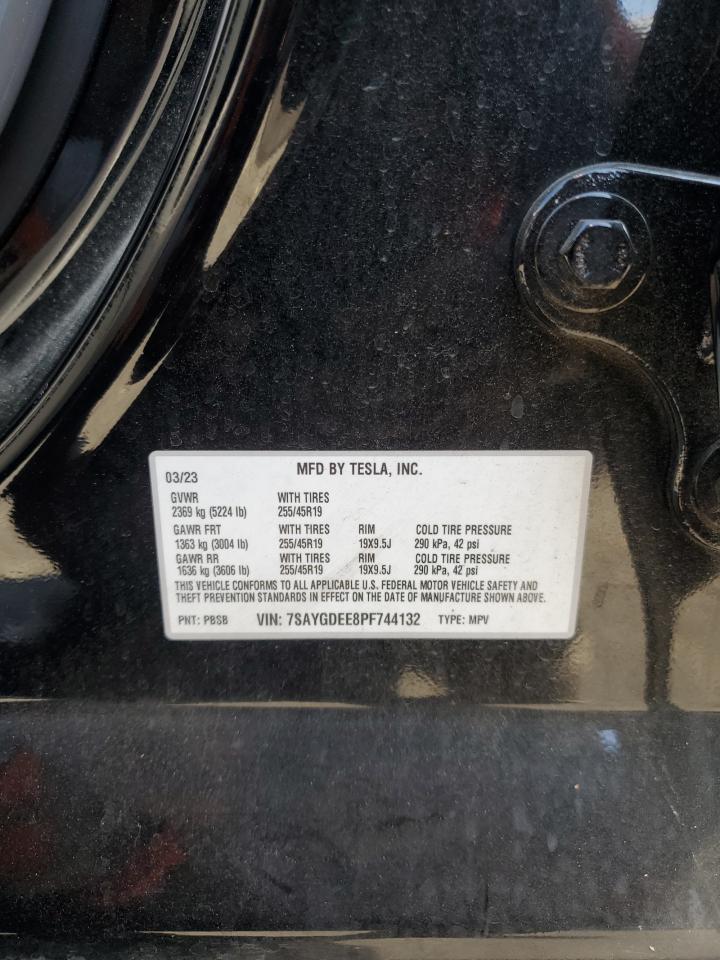 03/23 MFD BY TESLA, INC.
GVWR WITH TIRES
2369 kg (5224 lb) 255/45R19
GAWR FRT WITH TIRES RIM COLD TIRE PRESSURE
1363 kg (3004 lb) 255/45R19 19X9.5J 290 kPa, 42 psi
GAWR RR WITH TIRES RIM COLD TIRE PRESSURE
1636 kg (3606 lb) 255/45R19 19X9.5J 290 kPa, 42 psi
THIS VEHICLE CONFORMS TO ALL APPLICABLE U.S. FEDERAL MOTOR VEHICLE SAFETY AND
THEFT PREVENTION STANDARDS IN EFFECT ON THE DATE OF MANUFACTURE SHOWN ABOVE.
PNT: PBSB VIN: 7SAYGDEE8PF744132 TYPE: MPV